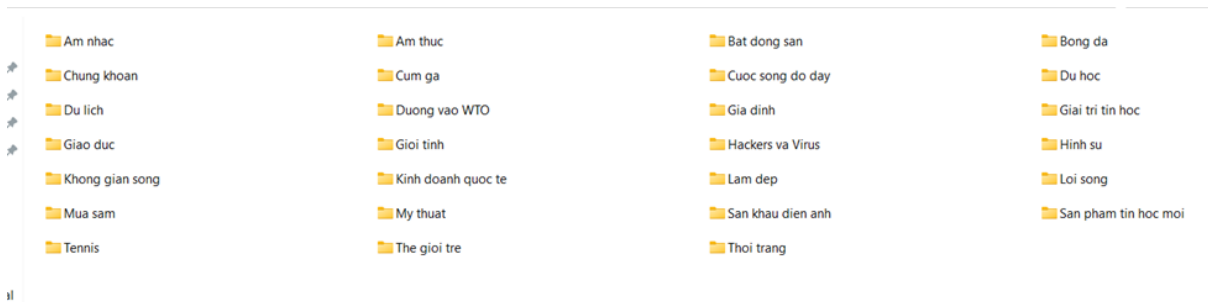 Am nhac
Am thuc
Bat dong san
Bong da
Chung khoan
Cum ga
Cuoc song do day
Du hoc
Du lich
Duong vao WTO
Gia dinh
Giai tri tin hoc
Giao duc
Gioi tinh
Hackers va Virus
Hinh su
Khong gian song
Kinh doanh quoc te
Lam dep
Loi song
Mua sam
My thuat
San khau dien anh
San pham tin hoc moi
Tennis
The gioi tre
Thoi trang